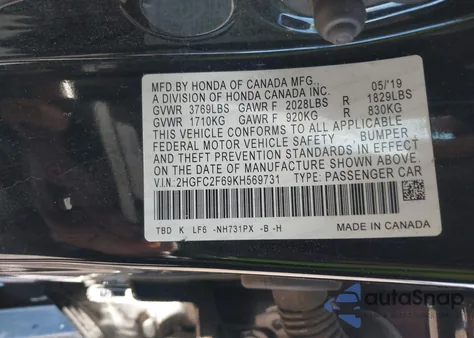 MFD.BY HONDA OF CANADA MFG., 05/'19
A DIVISION OF HONDA CANADA INC.
GVWR 3769LBS GAWR F 2028LBS R 1829LBS
GVWR 1710KG GAWR F 920KG R 830KG
THIS VEHICLE CONFORMS TO ALL APPLICABLE
FEDERAL MOTOR VEHICLE SAFETY , BUMPER ,
AND THEFT PREVENTION STANDARDS IN EFFECT
ON THE DATE OF MANUFACTURE SHOWN ABOVE.
V.I.N.:2HGFC2F69KH569731 TYPE: PASSENGER CAR
TBD K LF6 -NH731PX -B -H MADE IN CANADA
autoSnap